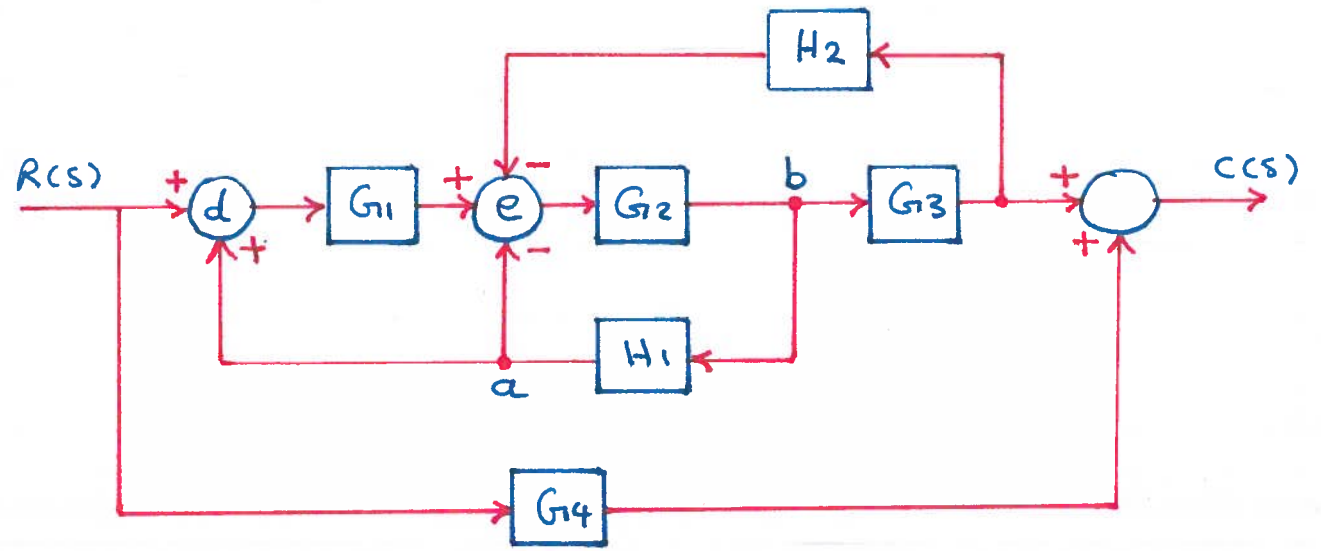 H2
R(S) + d G1 + e - G2 b G3 + C(S)
+ - +
H1
a
G4